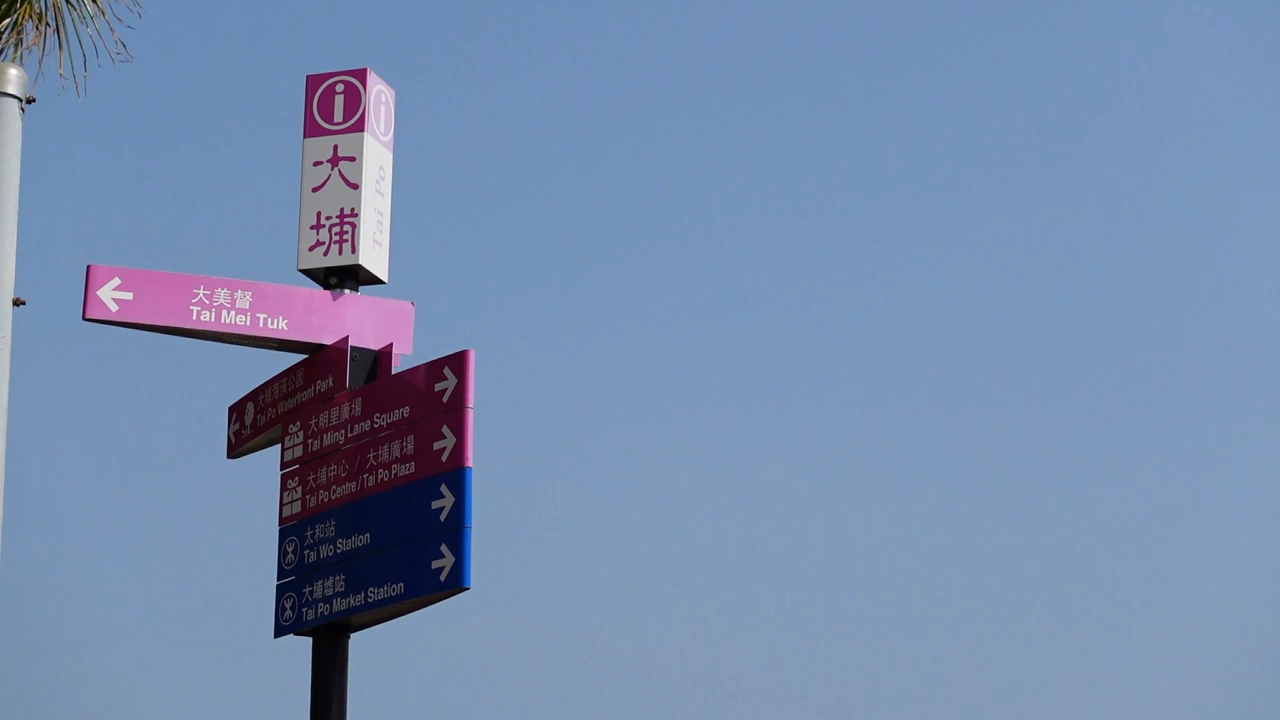 i
i
大
埔
Tai Po
大美督
Tai Mei Tuk
大埔海濱公園
Tai Po Waterfront Park
大明里廣場
Tai Ming Lane Square
大埔中心 / 大埔廣場
Tai Po Centre / Tai Po Plaza
太和站
Tai Wo Station
大埔墟站
Tai Po Market Station